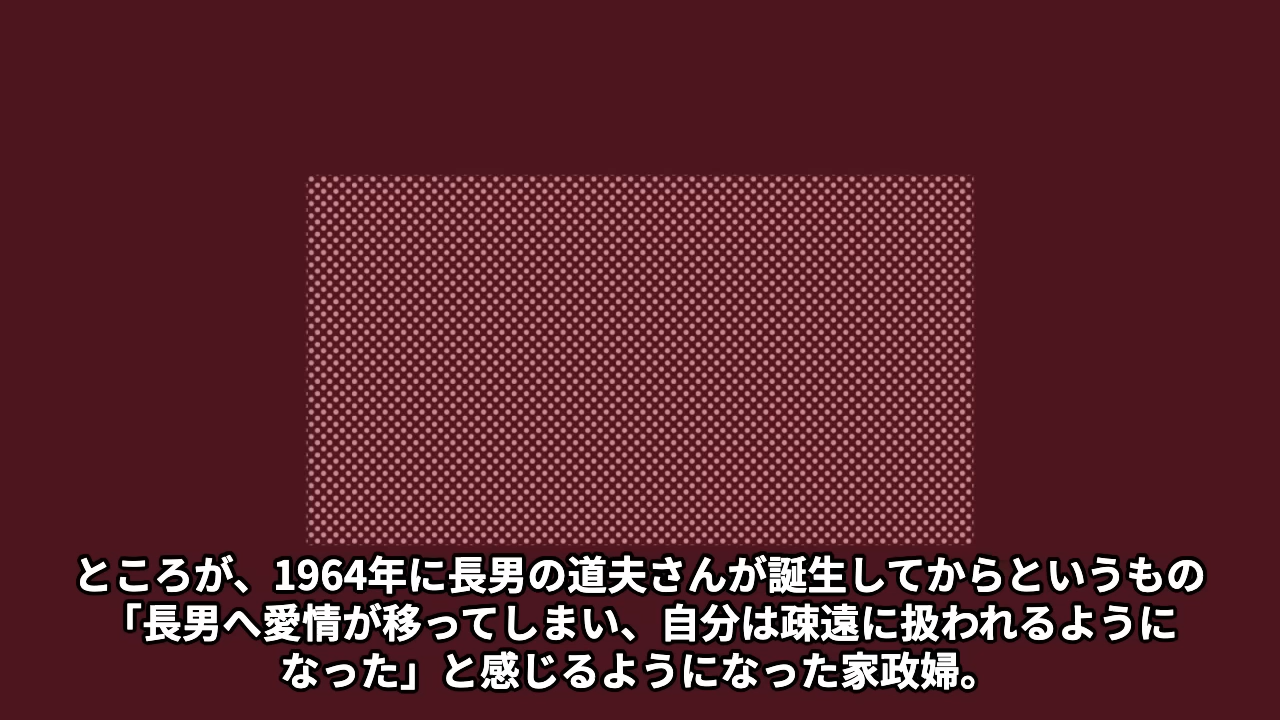 ところが、1964年に長男の道夫さんが誕生してからというもの
「長男へ愛情が移ってしまい、自分は疎遠に扱われるように
なった」と感じるようになった家政婦。